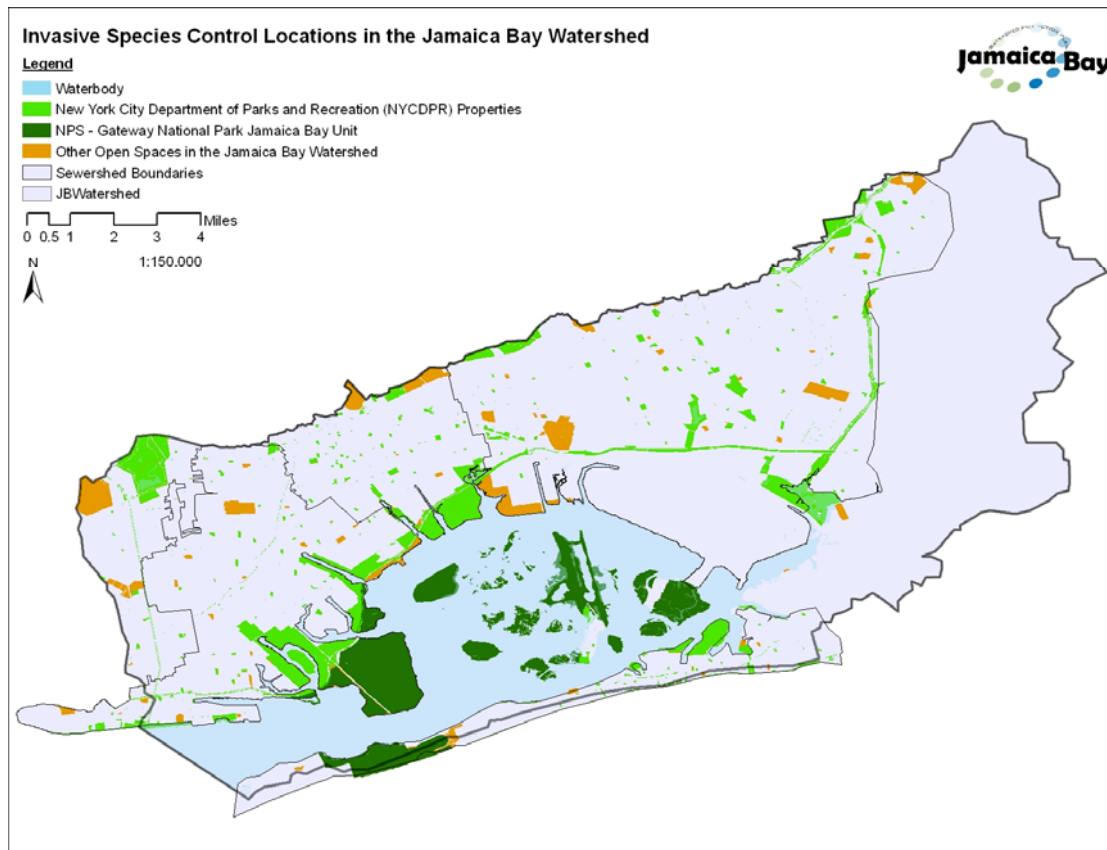 Invasive Species Control Locations in the Jamaica Bay Watershed
Jamaica Bay
Legend
Waterbody
New York City Department of Parks and Recreation (NYCDPR) Properties
NPS - Gateway National Park Jamaica Bay Unit
Other Open Spaces in the Jamaica Bay Watershed
Sewershed Boundaries
JBWatershed
Miles
0 0.5 1 2 3 4
N
1:150.000